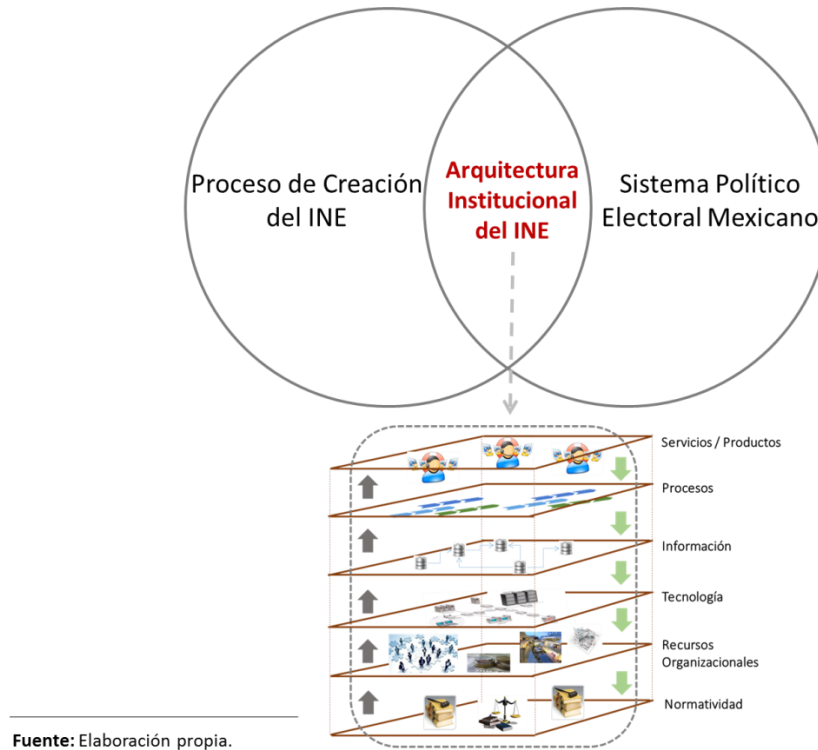 Proceso de Creación
del INE
Arquitectura
Institucional
del INE
Sistema Político
Electoral Mexicano
Servicios / Productos
Procesos
Información
Tecnología
Recursos
Organizacionales
Normatividad
Fuente: Elaboración propia.